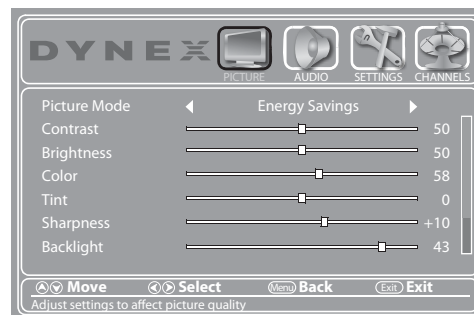 DYNEX
PICTURE AUDIO SETTINGS CHANNELS
Picture Mode Energy Savings
Contrast 50
Brightness 50
Color 58
Tint 0
Sharpness +10
Backlight 43
Move Select Menu Back Exit Exit
Adjust settings to affect picture quality